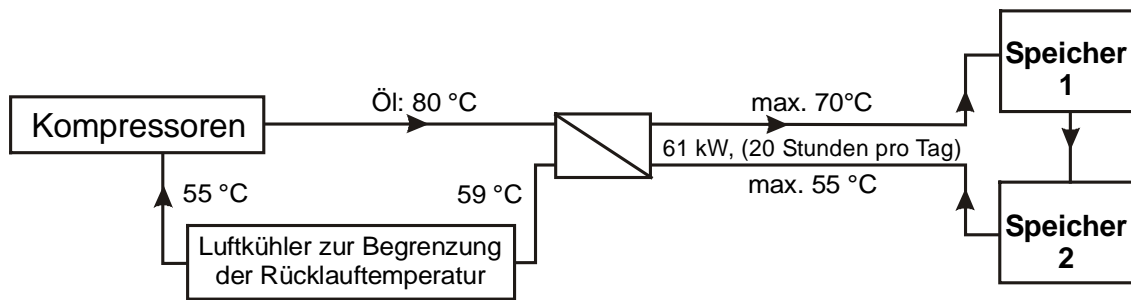 Speicher
1
Öl: 80 °C
max. 70°C
Kompressoren
61 kW, (20 Stunden pro Tag)
55 °C
59 °C
max. 55 °C
Speicher
2
Luftkühler zur Begrenzung
der Rücklauftemperatur